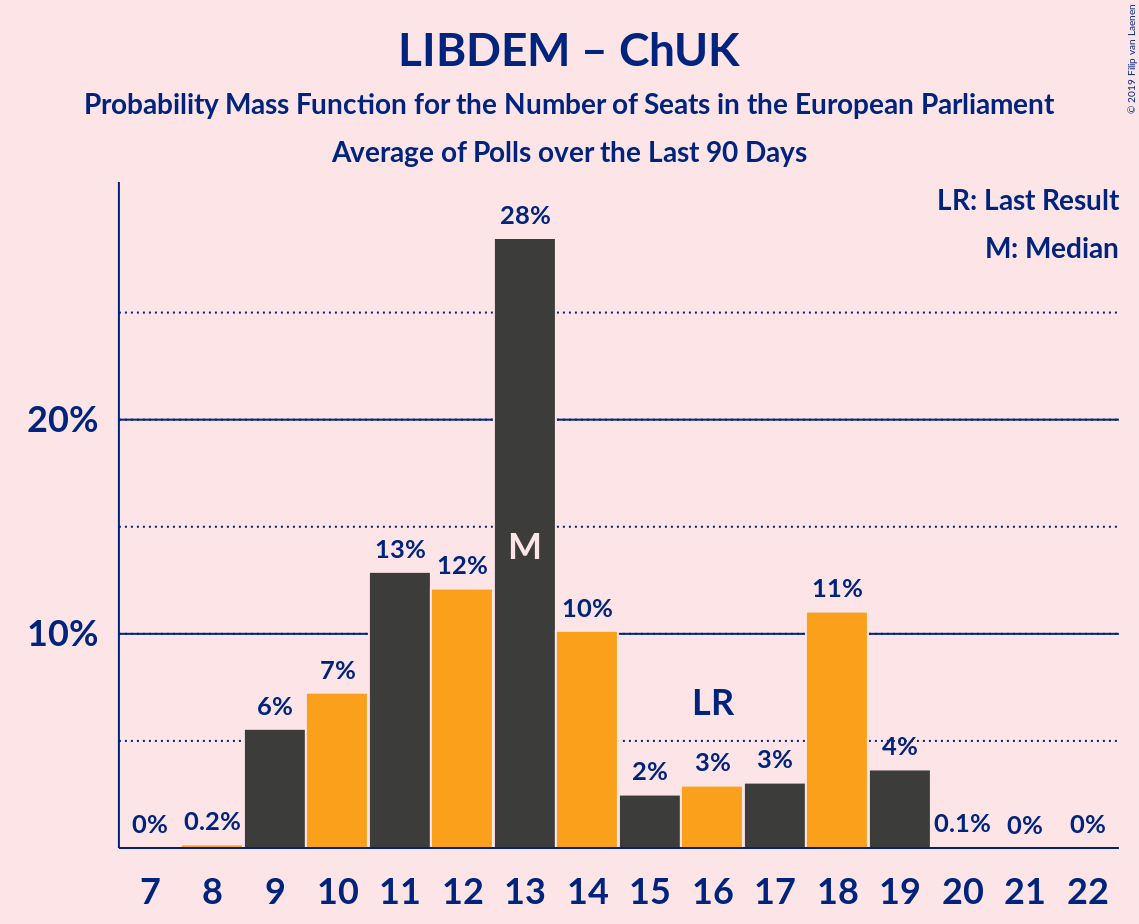 LIBDEM – ChUK
Probability Mass Function for the Number of Seats in the European Parliament
Average of Polls over the Last 90 Days
© 2019 Filip van Laenen
LR: Last Result
M: Median
28%
20%
M
13%
12%
10%
11%
10%
7%
6%
LR
4%
2%
3%
3%
0%
0.2%
0.1%
0%
0%
7 8 9 10 11 12 13 14 15 16 17 18 19 20 21 22